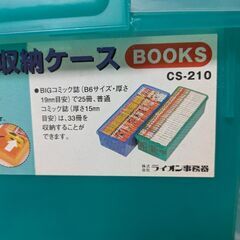 収納ケース BOOKS
CS-210
●BIGコミック誌（B6サイズ・厚さ
19mm目安）で25冊、普通
コミック誌（厚さ15mm
目安）は、33冊を
収納することが
できます。
株式会社 ライオン事務器